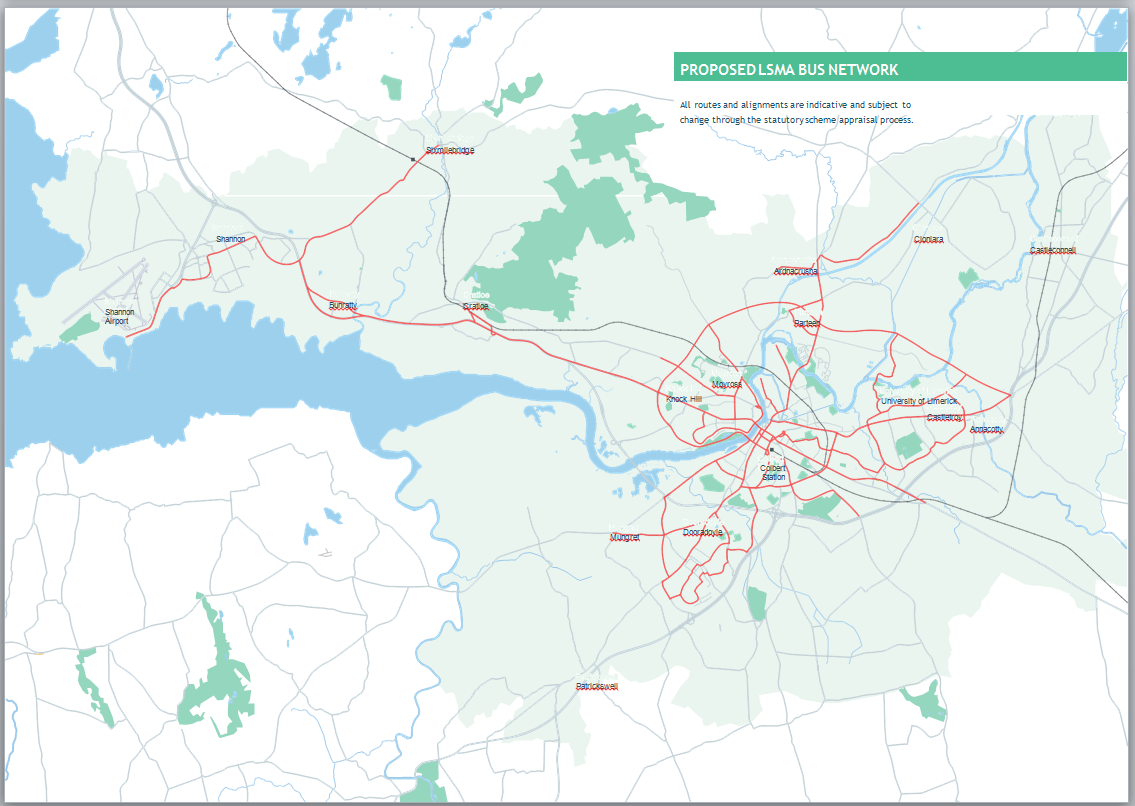 PROPOSED LSMA BUS NETWORK
All routes and alignments are indicative and subject to
change through the statutory scheme appraisal process.
Sixmilebridge
Shannon
Cloniara
Castleconnell
Ardnacrusha
Bunratty
Cratloe
Shannon
Airport
Parteen
Moyross
Knock Hill
University of Limerick
Castletroy
Annacotty
Colbert
Station
Dooradoyle
Mungret
Patrickswell